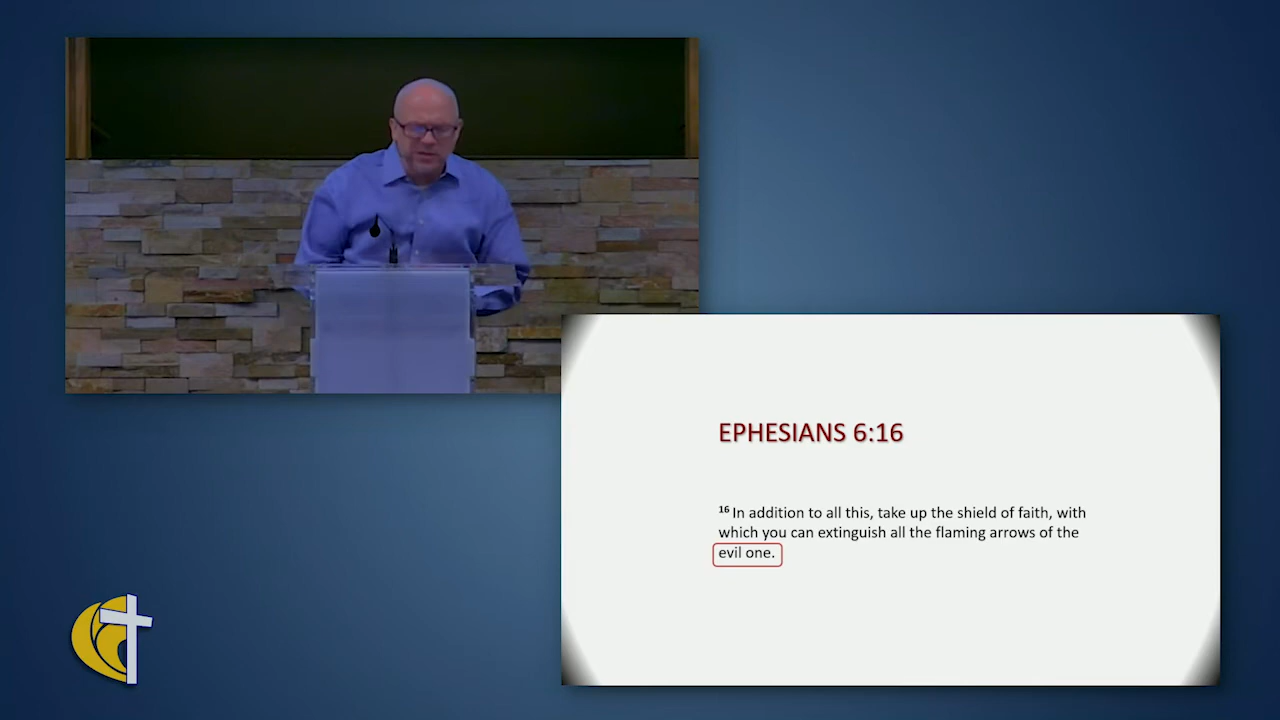 EPHESIANS 6:16
16 In addition to all this, take up the shield of faith, with
which you can extinguish all the flaming arrows of the
evil one.